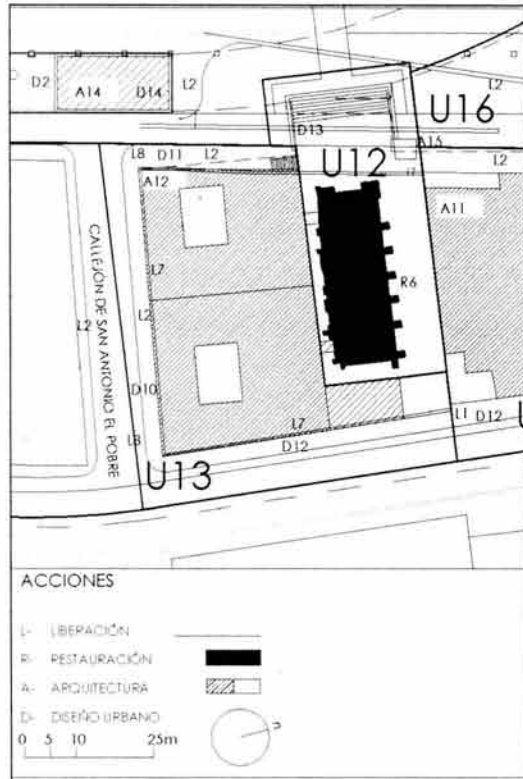 D2
A14
D14
L2
L2
U16
D13
A15
L8 D11 L2
U12
L2
A12
A11
CALLEJÓN DE SAN ANTONIO EL POBRE
L7
R6
L2
L2
D10
L7
L1 D12
L8
D12
U13
ACCIONES
L- LIBERACIÓN
R- RESTAURACIÓN
A- ARQUITECTURA
D- DISEÑO URBANO
0 5 10 25m